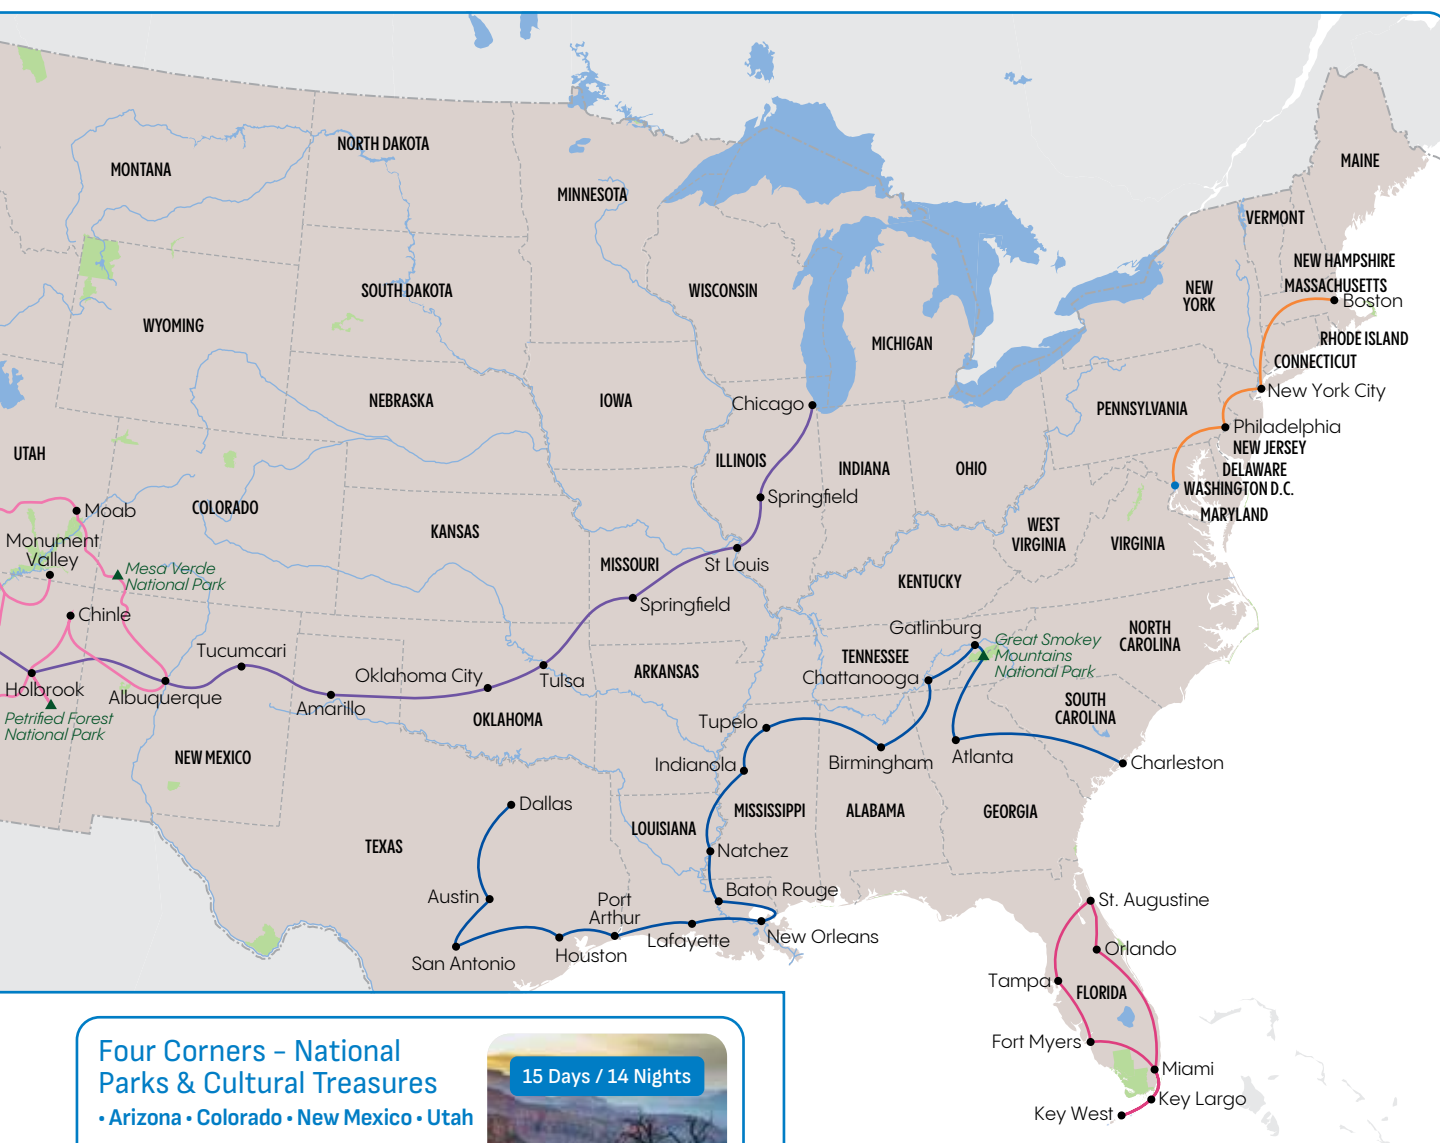 MAINE
NORTH DAKOTA
MONTANA
MINNESOTA
VERMONT
NEW HAMPSHIRE
MASSACHUSETTS
Boston
NEW
YORK
SOUTH DAKOTA
WISCONSIN
WYOMING
MICHIGAN
RHODE ISLAND
CONNECTICUT
New York City
NEBRASKA
IOWA
Chicago
PENNSYLVANIA
Philadelphia
NEW JERSEY
UTAH
ILLINOIS
INDIANA
OHIO
DELAWARE
WASHINGTON D.C.
MARYLAND
Springfield
Moab
COLORADO
KANSAS
WEST
VIRGINIA
VIRGINIA
Monument
Valley
Mesa Verde
National Park
MISSOURI
St Louis
KENTUCKY
Chinle
Springfield
Gatlinburg
Great Smokey
Mountains
National Park
NORTH
CAROLINA
Tucumcari
TENNESSEE
Chattanooga
Oklahoma City
Tulsa
ARKANSAS
Holbrook
Albuquerque
Amarillo
SOUTH
CAROLINA
Petrified Forest
National Park
OKLAHOMA
Tupelo
NEW MEXICO
Indianola
Birmingham
Atlanta
Charleston
Dallas
MISSISSIPPI
ALABAMA
GEORGIA
LOUISIANA
TEXAS
Natchez
Austin
Port
Arthur
Baton Rouge
St. Augustine
San Antonio
Houston
Lafayette
New Orleans
Orlando
Tampa
FLORIDA
Fort Myers
Miami
Key Largo
Key West
Four Corners - National
Parks & Cultural Treasures
• Arizona • Colorado • New Mexico • Utah
15 Days / 14 Nights